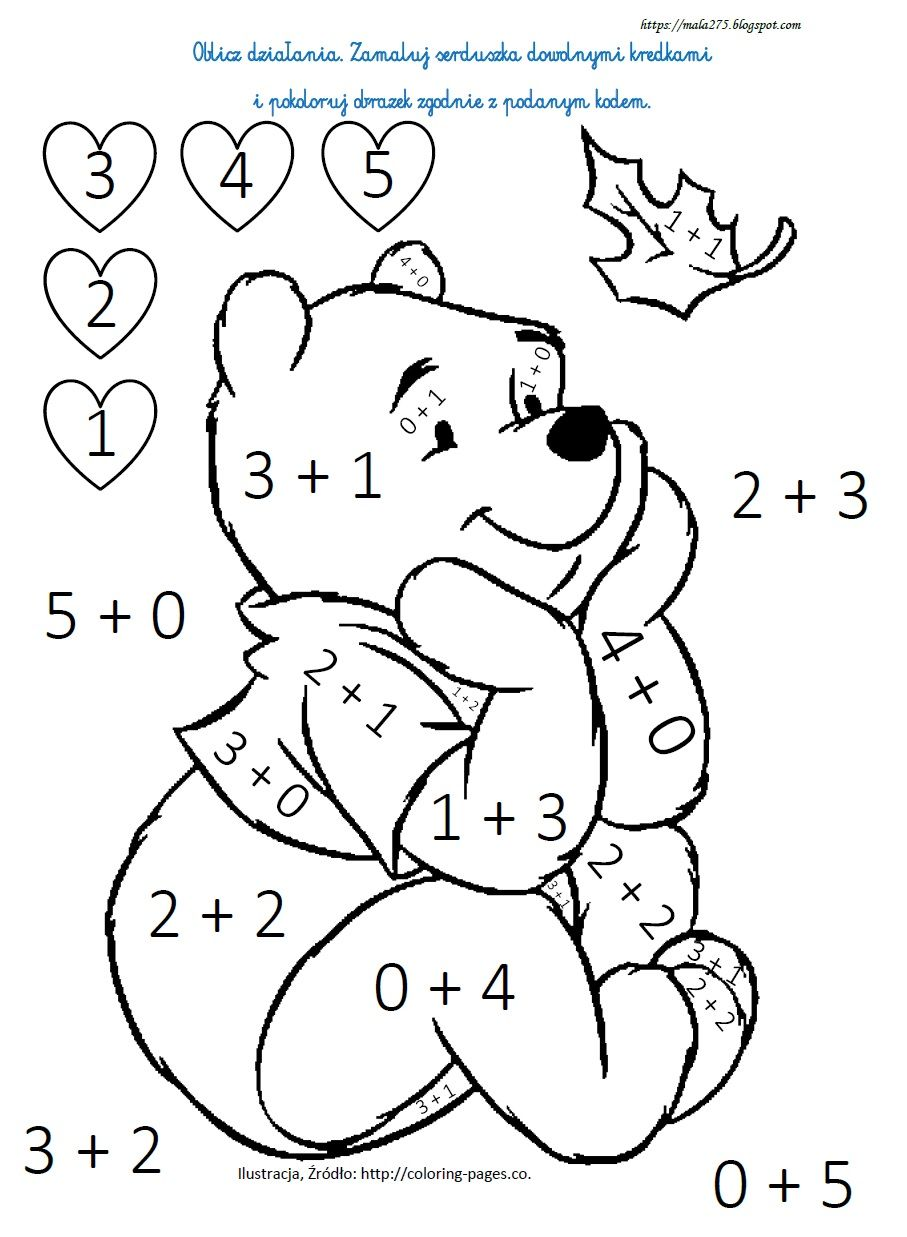 https://mala275.blogspot.com
Oblicz działania. Zamaluj serduszka dowolnymi kredkami
i pokoloruj obrazek zgodnie z podanym kodem.
3
4
5
2
1
1 + 1
4 + 0
1 + 0
0 + 1
3 + 1
2 + 3
5 + 0
4 + 0
2 + 1
1 + 2
3 + 0
1 + 3
2 + 2
3 + 1
2 + 2
3 + 1
2 + 2
0 + 4
3 + 1
3 + 2
Ilustracja, Źródło: http://coloring-pages.co.
0 + 5